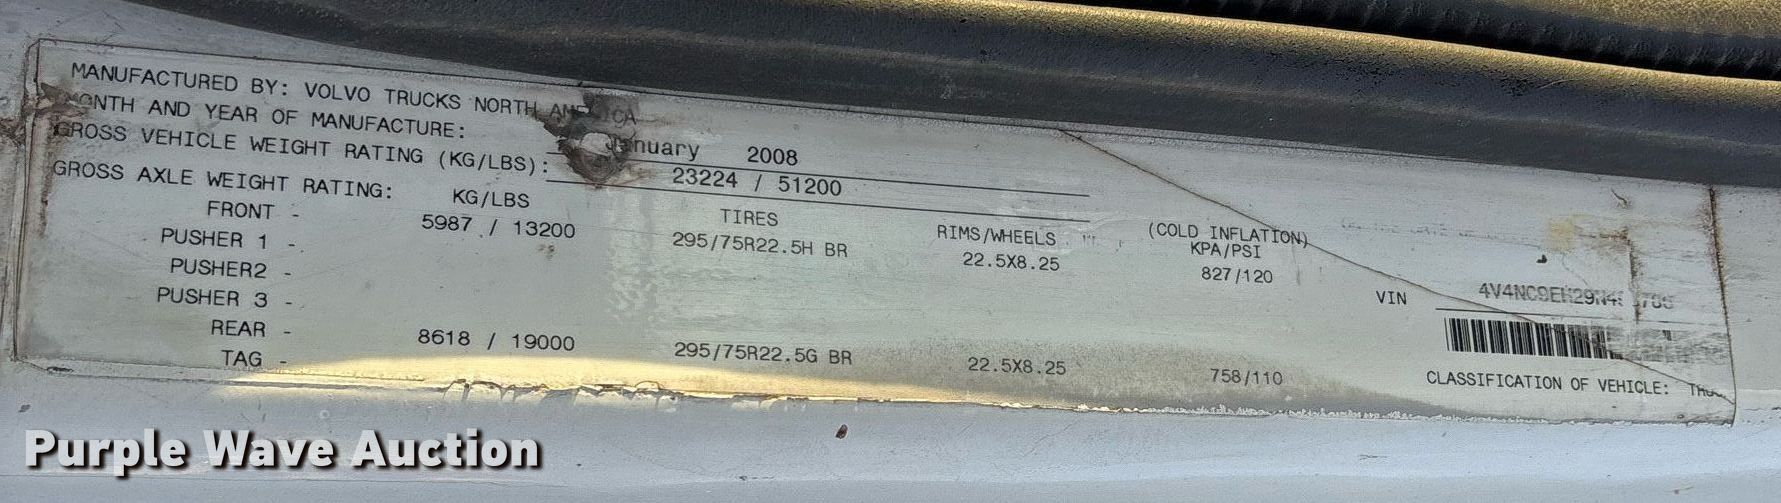 MANUFACTURED BY: VOLVO TRUCKS NORTH AMERICA
MONTH AND YEAR OF MANUFACTURE: January 2008
GROSS VEHICLE WEIGHT RATING (KG/LBS): 23224 / 51200
GROSS AXLE WEIGHT RATING: KG/LBS TIRES RIMS/WHEELS (COLD INFLATION) KPA/PSI
FRONT - 5987 / 13200 295/75R22.5H BR 22.5X8.25 827/120
PUSHER 1 -
PUSHER2 -
PUSHER 3 -
REAR - 8618 / 19000 295/75R22.5G BR 22.5X8.25 758/110
TAG -
VIN
CLASSIFICATION OF VEHICLE:
Purple Wave Auction